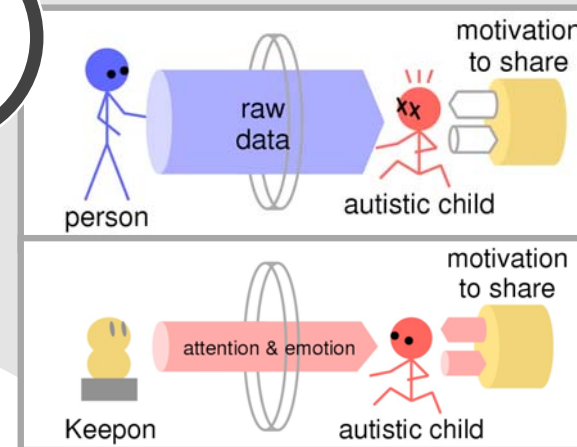 motivation
to share
raw
data
person
autistic child
motivation
to share
attention & emotion
Keepon
autistic child